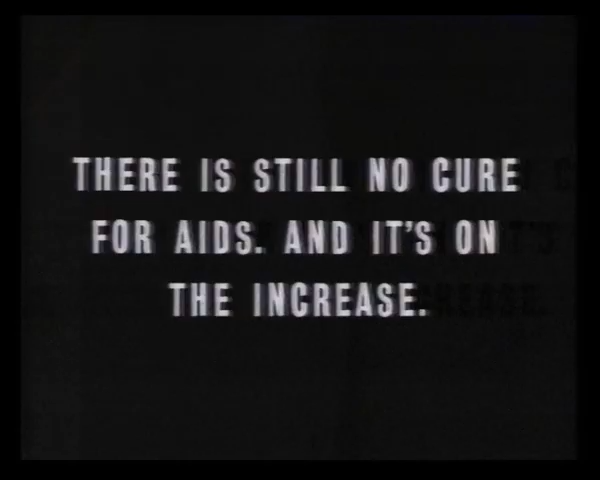 THERE IS STILL NO CURE
FOR AIDS. AND IT'S ON
THE INCREASE.